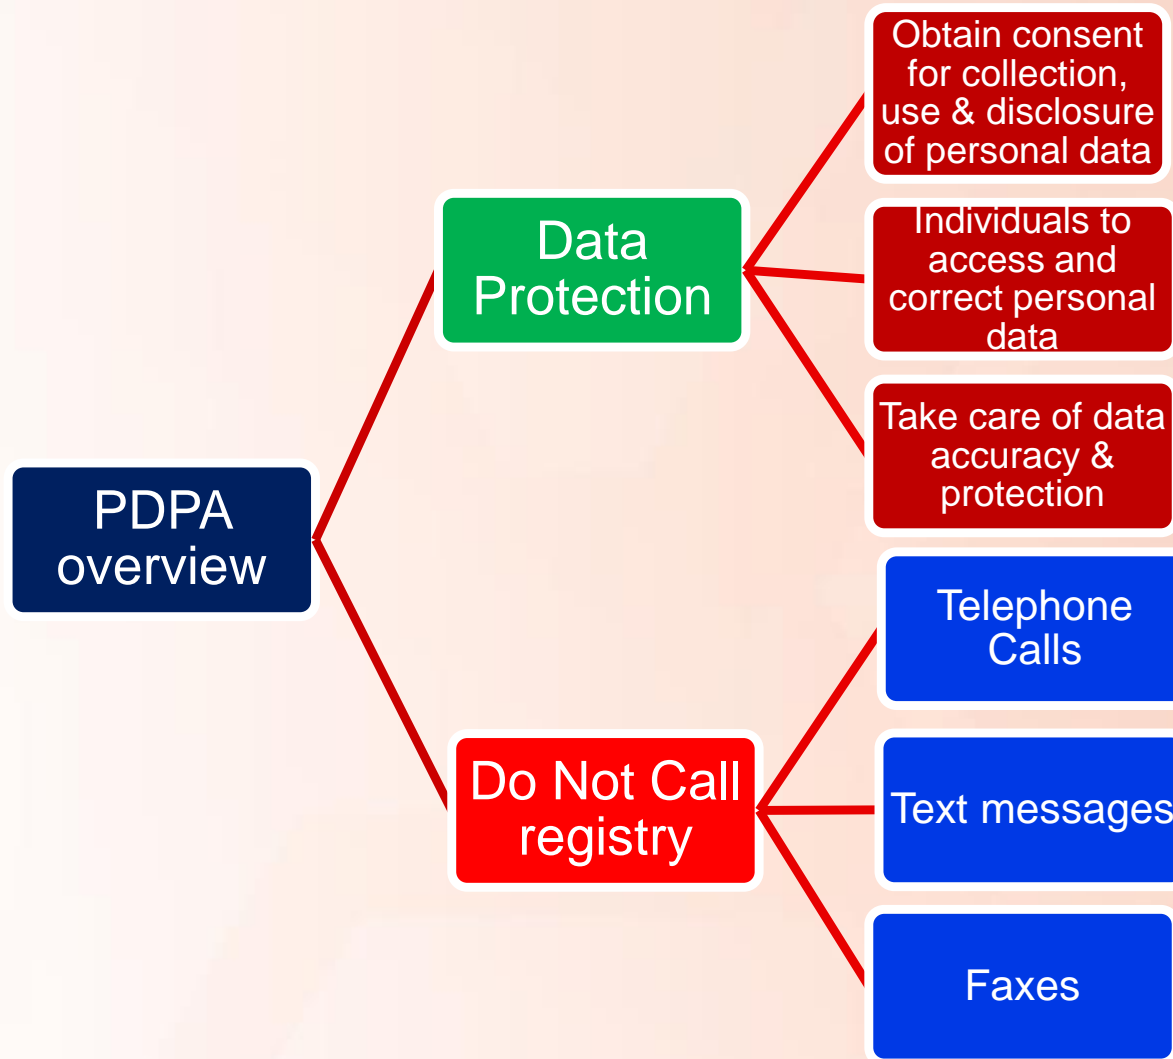 Obtain consent
for collection,
use & disclosure
of personal data
Data
Protection
Individuals to
access and
correct personal
data
Take care of data
accuracy &
protection
PDPA
overview
Telephone
Calls
Do Not Call
registry
Text messages
Faxes